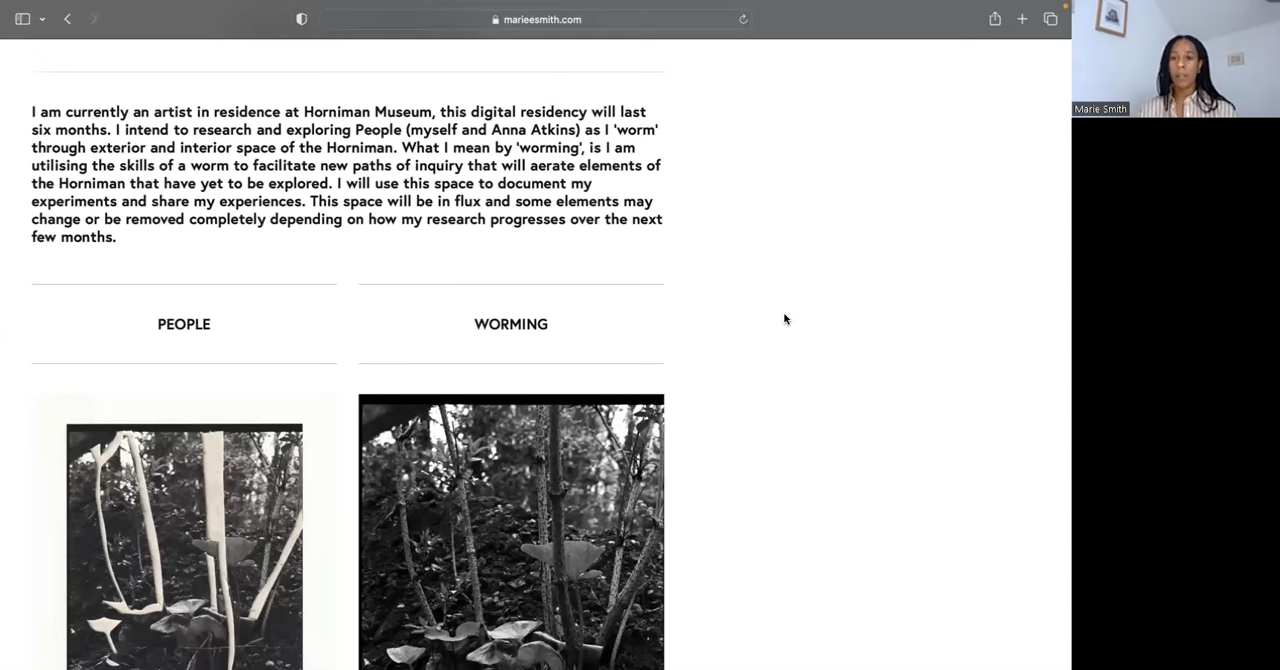 marieesmith.com
Marie Smith
I am currently an artist in residence at Horniman Museum, this digital residency will last
six months. I intend to research and exploring People (myself and Anna Atkins) as I 'worm'
through exterior and interior space of the Horniman. What I mean by 'worming', is I am
utilising the skills of a worm to facilitate new paths of inquiry that will aerate elements of
the Horniman that have yet to be explored. I will use this space to document my
experiments and share my experiences. This space will be in flux and some elements may
change or be removed completely depending on how my research progresses over the next
few months.
PEOPLE
WORMING